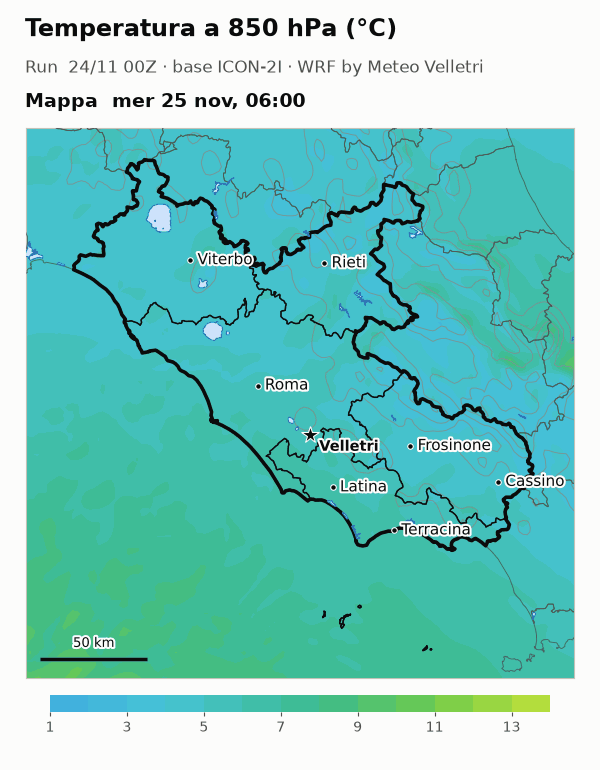 Temperatura a 850 hPa (°C)
Run  24/11 00Z · base ICON-2I · WRF by Meteo Velletri
Mappa  mer 25 nov, 06:00
Viterbo
Rieti
Roma
Velletri
Frosinone
Cassino
Latina
Terracina
50 km
1 3 5 7 9 11 13